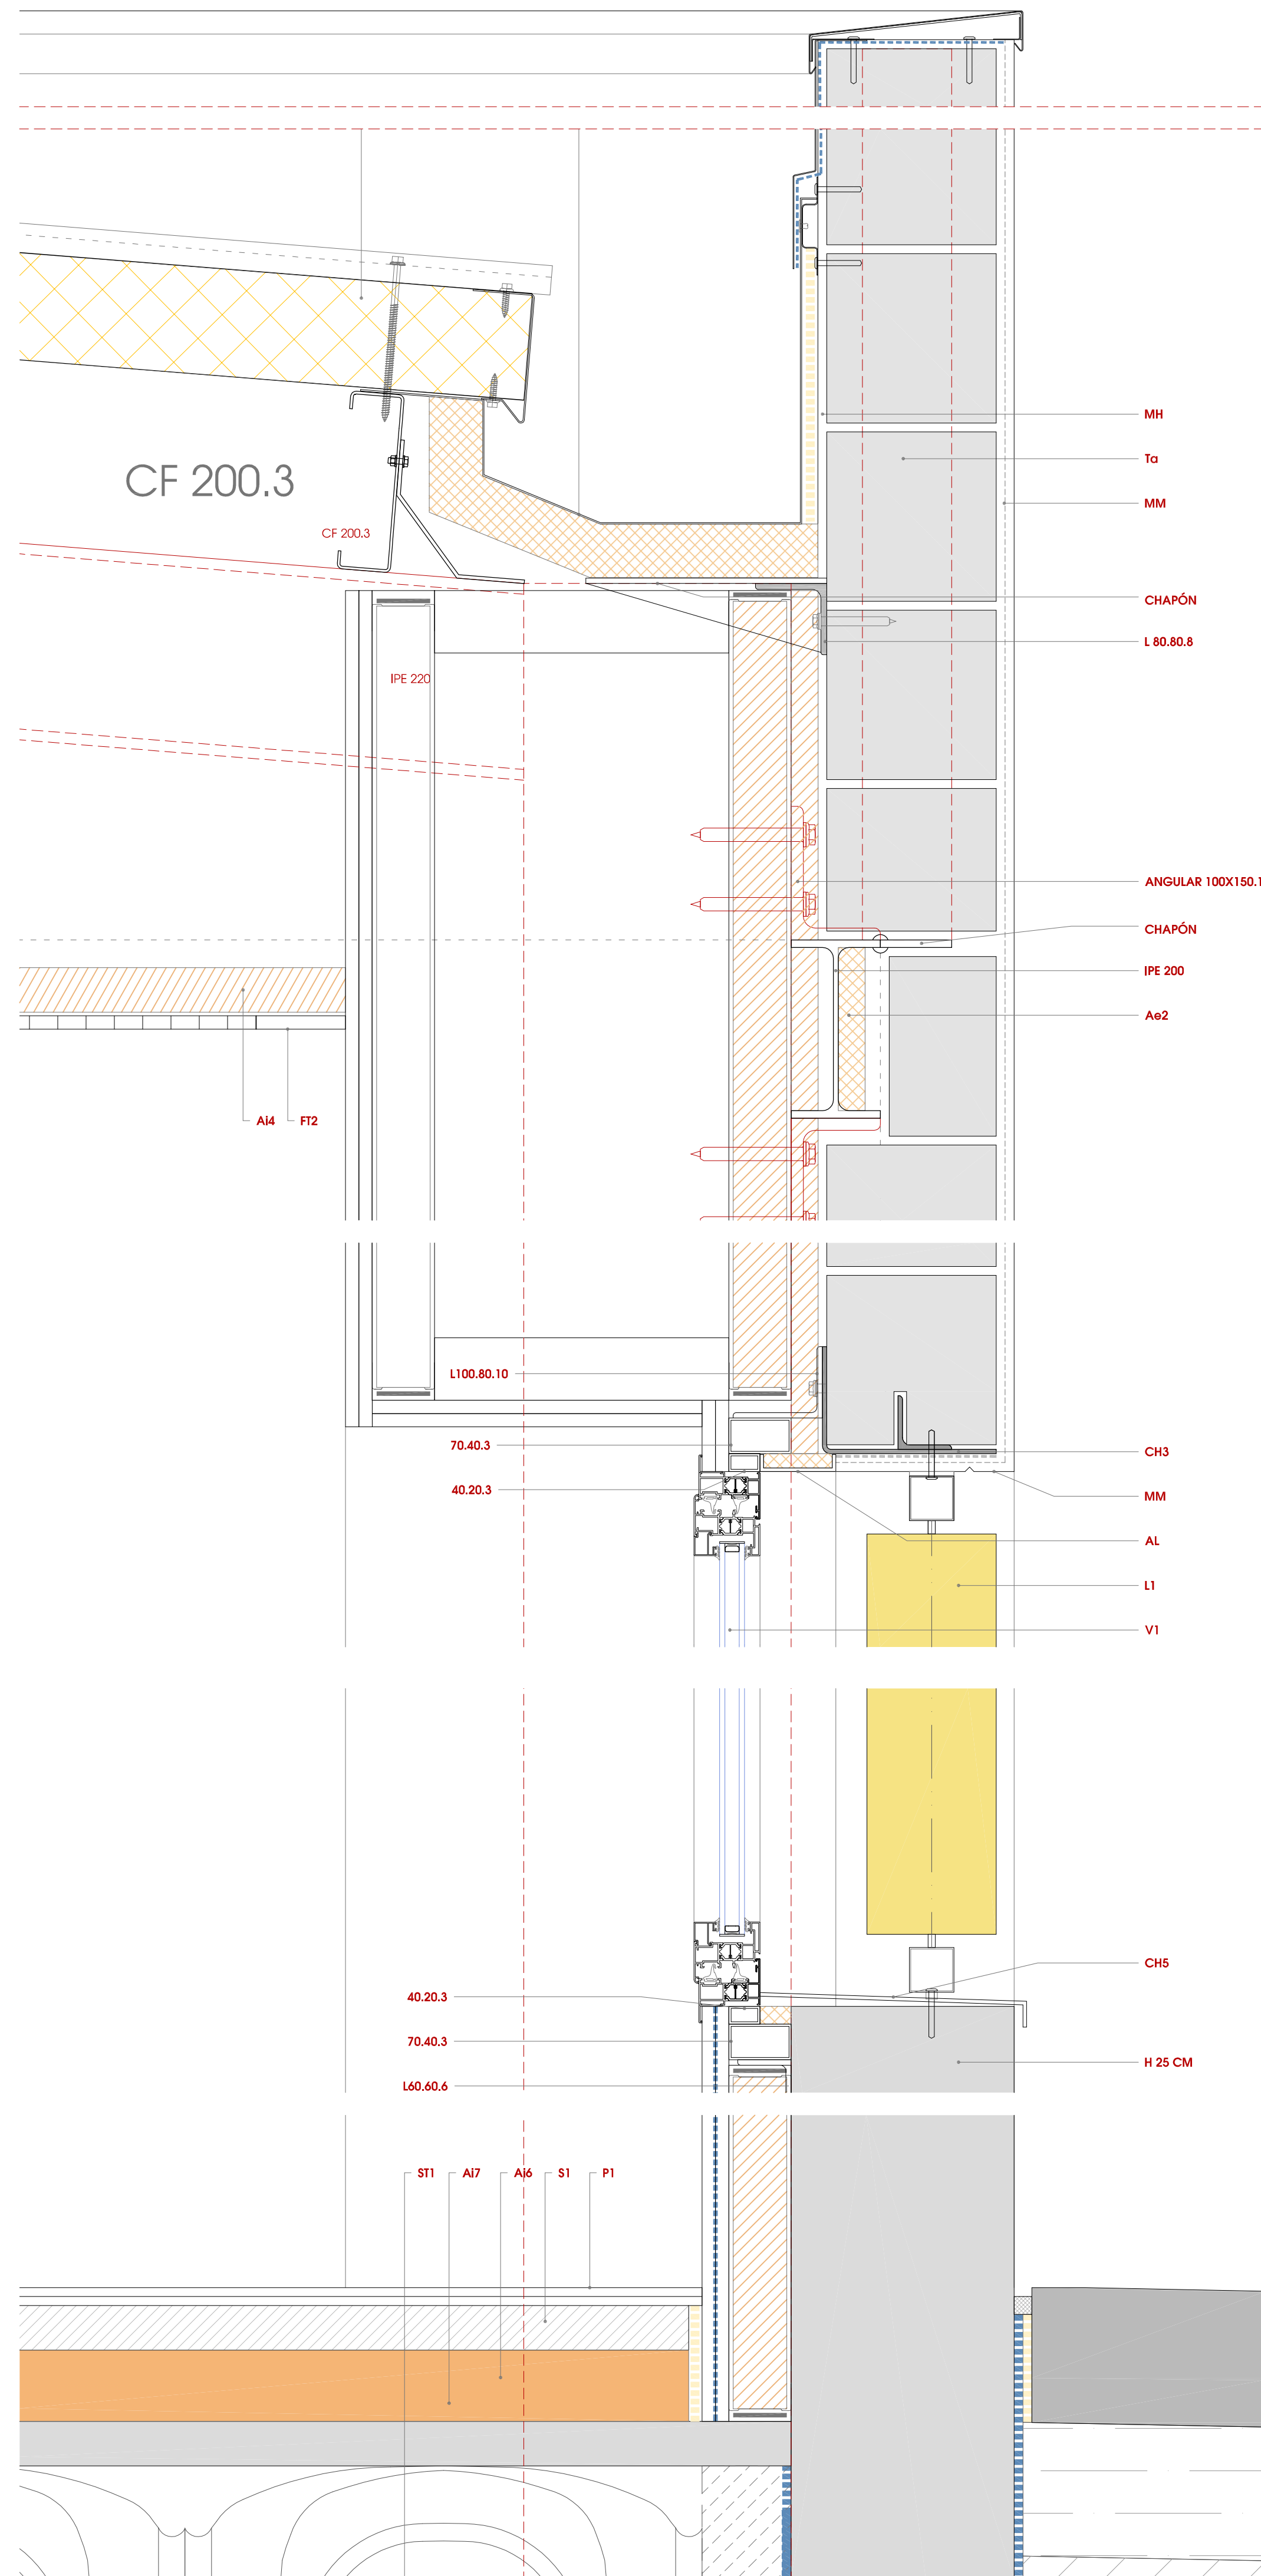 MH
CF 200.3
Ta
MM
CF 200.3
CHAPÓN
L 80.80.8
IPE 220
ANGULAR 100X150.1
CHAPÓN
IPE 200
Ae2
Ai4 FT2
L100.80.10
70.40.3
CH3
40.20.3
MM
AL
L1
V1
CH5
40.20.3
70.40.3
H 25 CM
L60.60.6
ST1 Ai7 Ai6 S1 P1